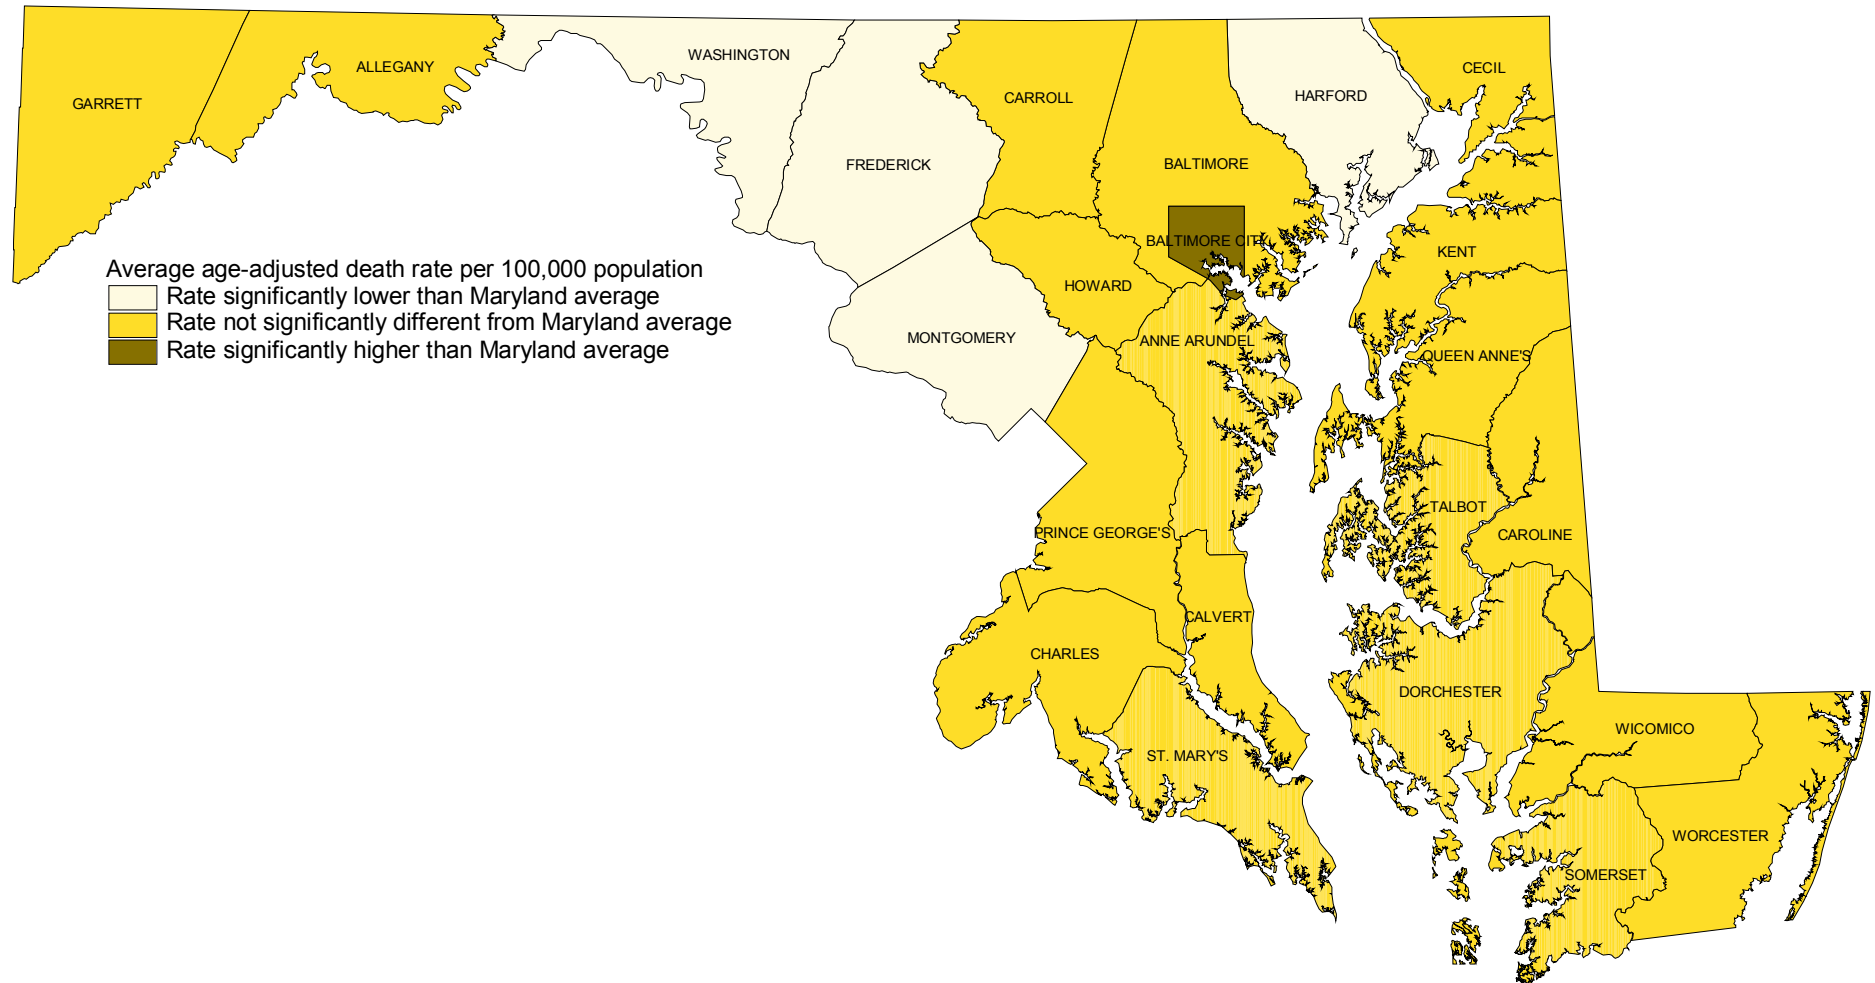 WASHINGTON
ALLEGANY
CECIL
GARRETT
CARROLL
HARFORD
FREDERICK
BALTIMORE
BALTIMORE CITY
KENT
Average age-adjusted death rate per 100,000 population
Rate significantly lower than Maryland average
Rate not significantly different from Maryland average
Rate significantly higher than Maryland average
HOWARD
MONTGOMERY
ANNE ARUNDEL
QUEEN ANNE'S
TALBOT
PRINCE GEORGE'S
CAROLINE
CALVERT
CHARLES
DORCHESTER
WICOMICO
ST. MARY'S
WORCESTER
SOMERSET